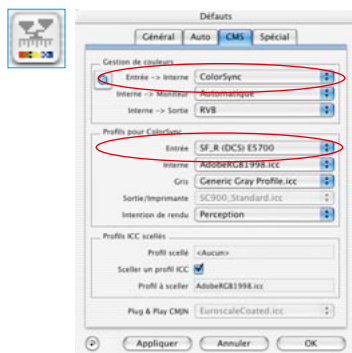 Défauts
Général Auto CMS Spécial
Gestion de couleurs
Entrée -> Interne ColorSync
Interne -> Moniteur Automatique
Interne -> Sortie RVB
Profils pour ColorSync
Entrée SF_R (DCS) E5700
Interne AdobeRGB1998.icc
Gris Generic Gray Profile.icc
Sortie/Imprimante SC900_Standard.icc
Intention de rendu Perception
Profils ICC scellés
Profil scellé <Aucun>
Sceller un profil ICC
Profil à sceller AdobeRGB1998.icc
Plug & Play CMJN EuroscaleCoated.icc
Appliquer Annuler OK